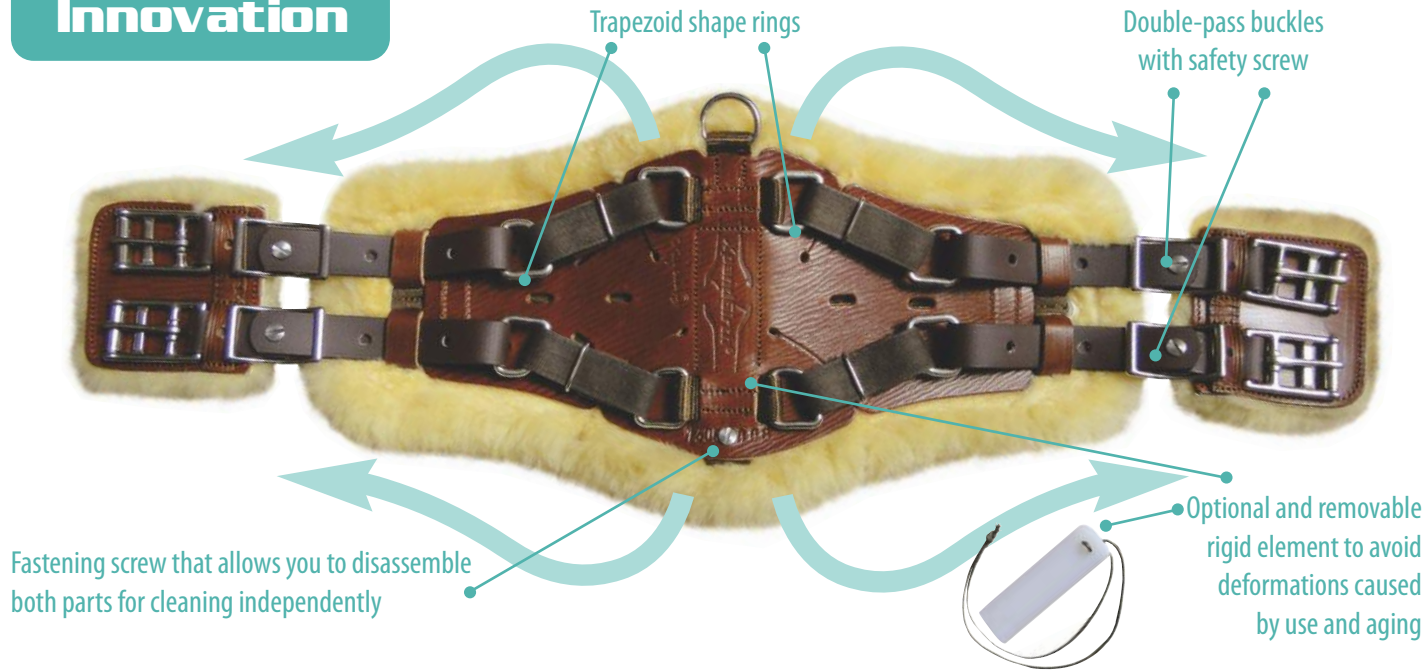 Innovation
Trapezoid shape rings
Double-pass buckles
with safety screw
Fastening screw that allows you to disassemble
both parts for cleaning independently
Optional and removable
rigid element to avoid
deformations caused
by use and aging